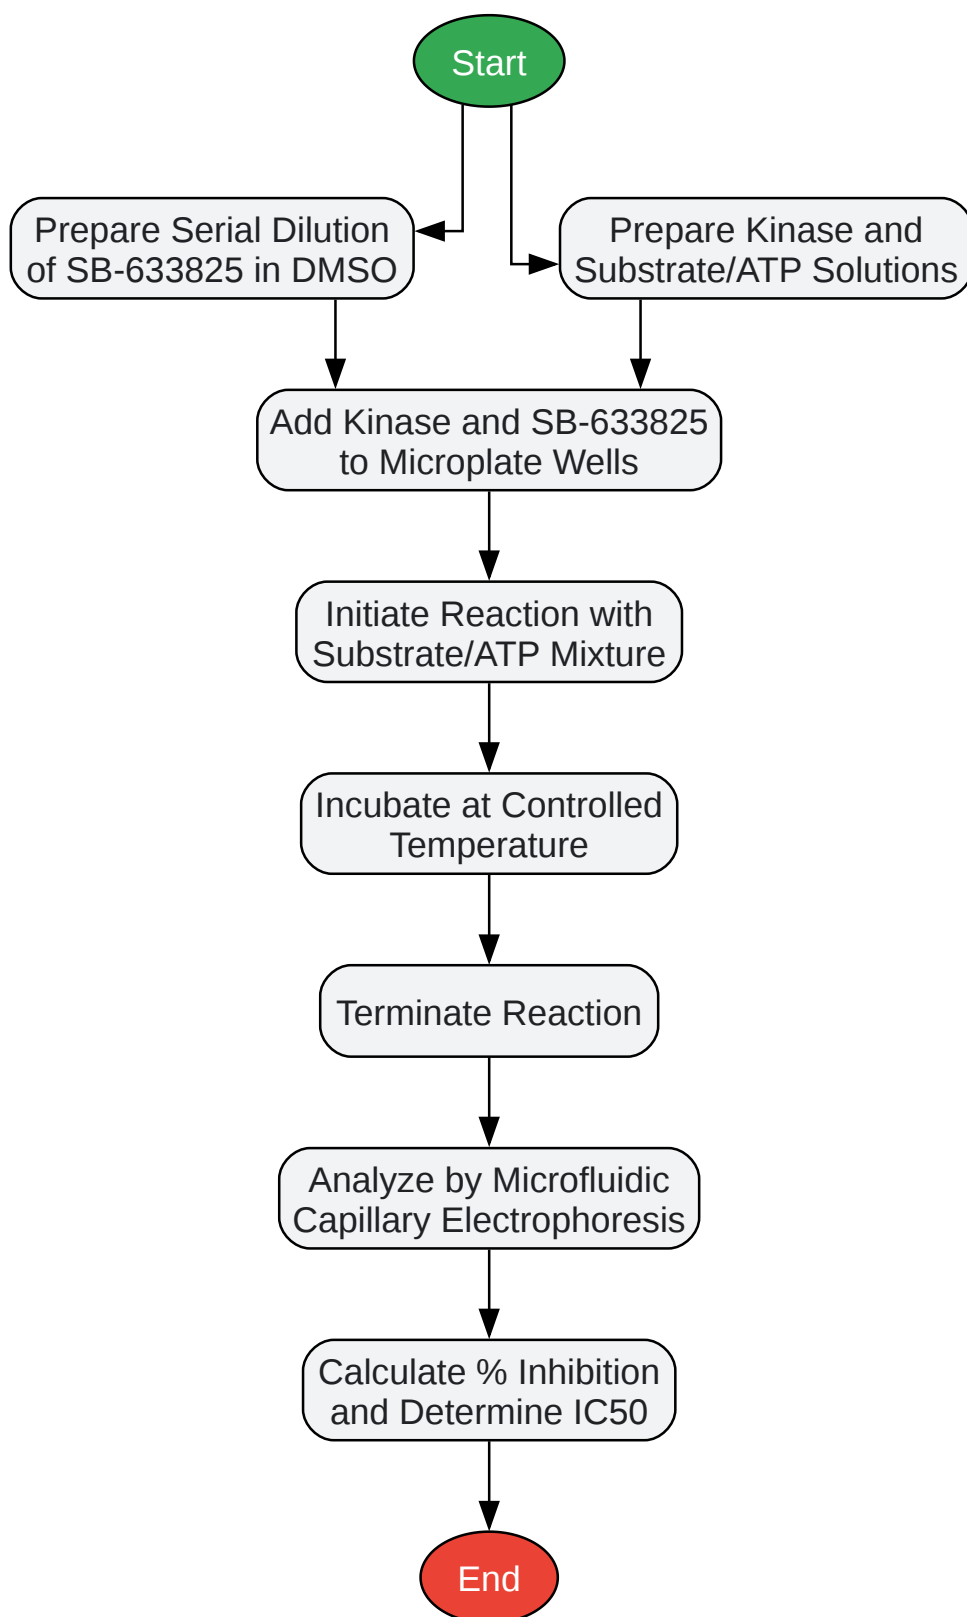 Start
Prepare Serial Dilution
of SB-633825 in DMSO
Prepare Kinase and
Substrate/ATP Solutions
Add Kinase and SB-633825
to Microplate Wells
Initiate Reaction with
Substrate/ATP Mixture
Incubate at Controlled
Temperature
Terminate Reaction
Analyze by Microfluidic
Capillary Electrophoresis
Calculate % Inhibition
and Determine IC50
End